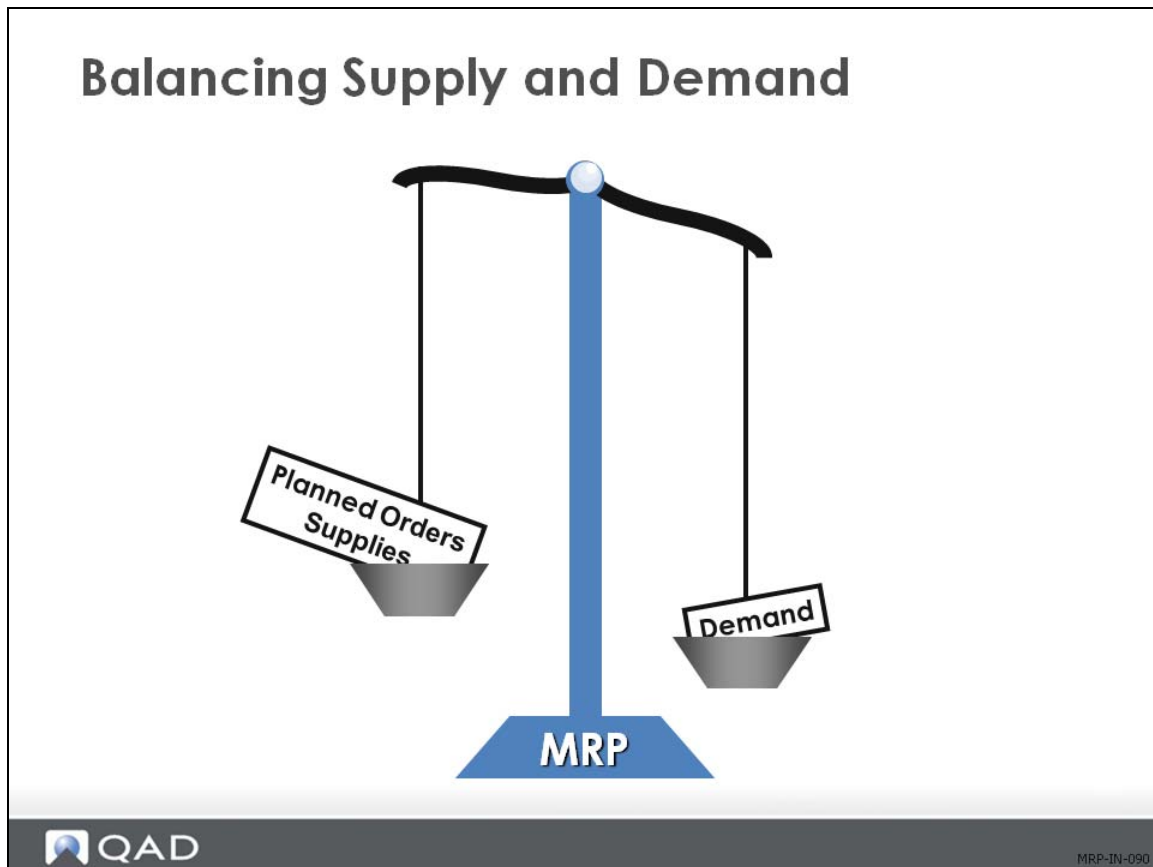 Balancing Supply and Demand
Planned Orders
Supplies
Demand
MRP
QAD
MRP-IN-090